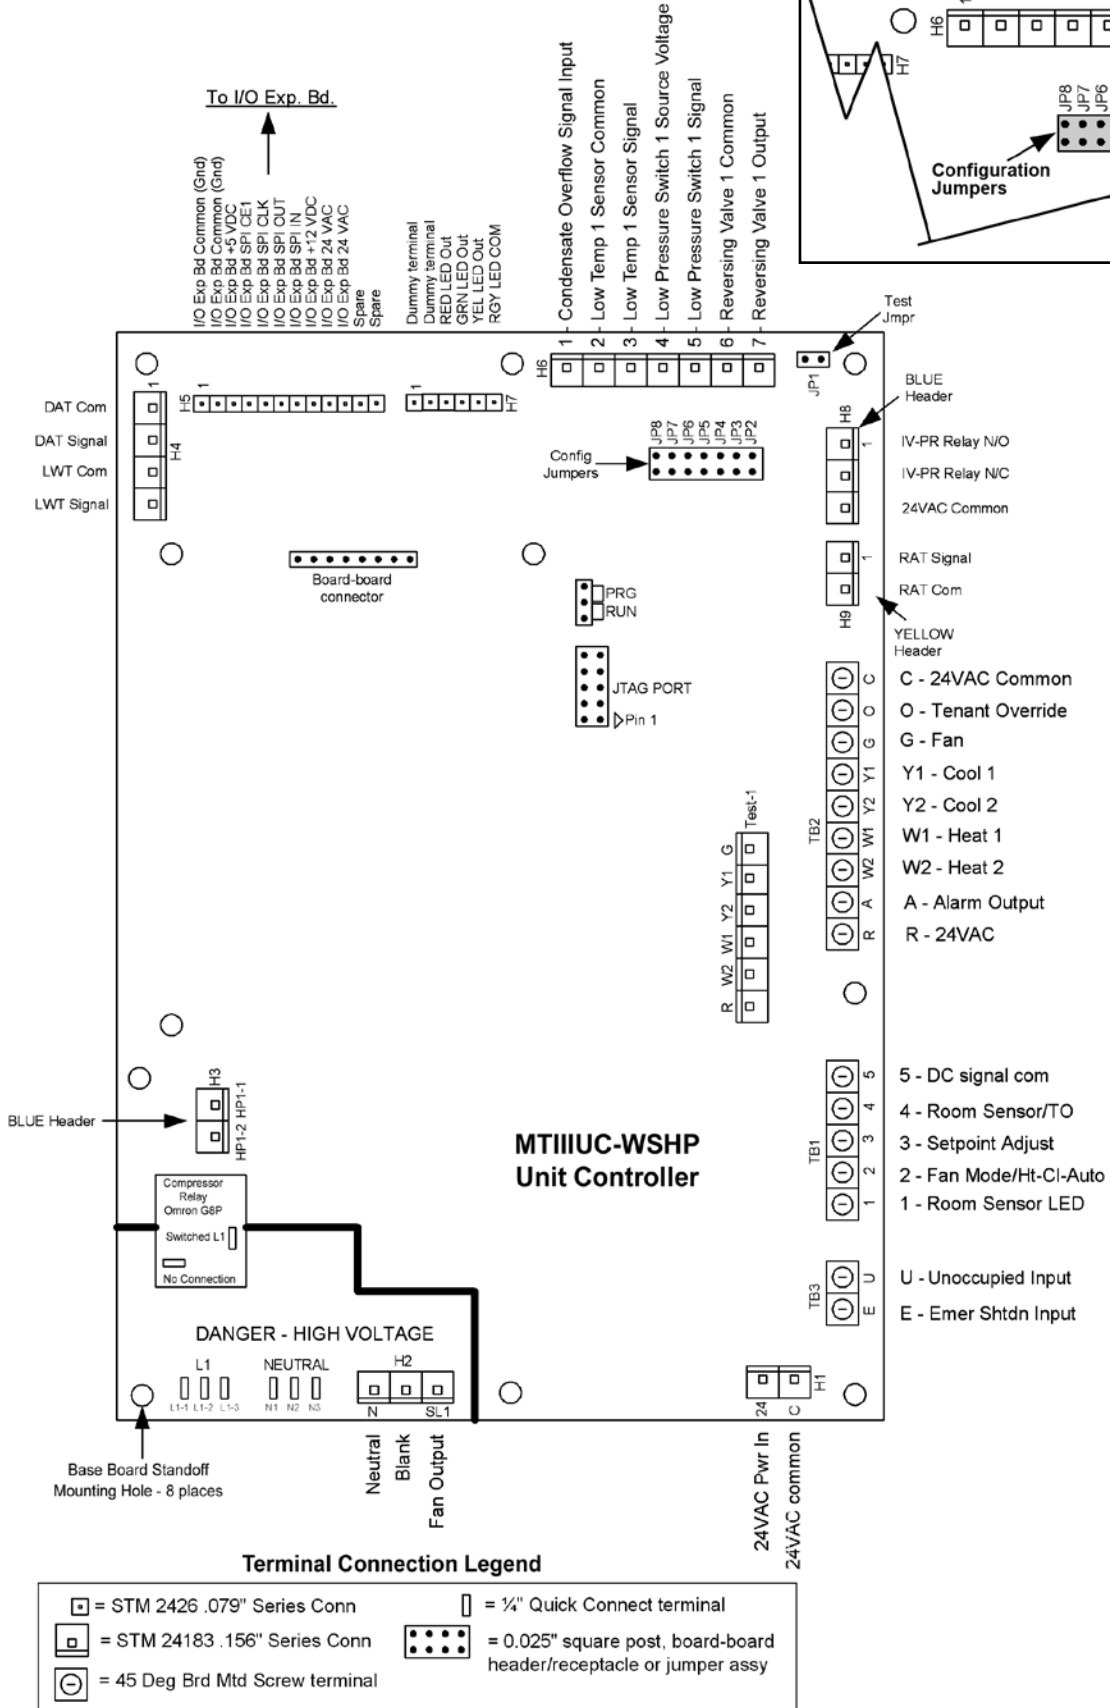 To I/O Exp. Bd.
I/O Exp Bd Common (Gnd)
I/O Exp Bd Common (Gnd)
I/O Exp Bd +5 VDC
I/O Exp Bd SPI CE1
I/O Exp Bd SPI CLK
I/O Exp Bd SPI OUT
I/O Exp Bd SPI IN
I/O Exp Bd +12 VDC
I/O Exp Bd 24 VAC
I/O Exp Bd 24 VAC
Spare
Spare
Dummy terminal
Dummy terminal
RED LED Out
GRN LED Out
YEL LED Out
RGY LED COM
1 Condensate Overflow Signal Input
2 Low Temp 1 Sensor Common
3 Low Temp 1 Sensor Signal
4 Low Pressure Switch 1 Source Voltage
5 Low Pressure Switch 1 Signal
6 Reversing Valve 1 Common
7 Reversing Valve 1 Output
H6
H7
JP8
JP7
JP6
Configuration
Jumpers
Test
Jmpr
JP1
BLUE
Header
H6
H5
1
1
H7
1
H4
DAT Com
DAT Signal
LWT Com
LWT Signal
JP8
JP7
JP6
JP5
JP4
JP3
JP2
Config
Jumpers
H8
1
IV-PR Relay N/O
IV-PR Relay N/C
24VAC Common
1
RAT Signal
RAT Com
H9
YELLOW
Header
Board-board
connector
PRG
RUN
JTAG PORT
Pin 1
TB2
C C - 24VAC Common
O O - Tenant Override
G G - Fan
Y1 Y1 - Cool 1
Y2 Y2 - Cool 2
W1 W1 - Heat 1
W2 W2 - Heat 2
A A - Alarm Output
R R - 24VAC
Test-1
G
Y1
Y2
W1
W2
R
H3
HP1-1
HP1-2
BLUE Header
MTIIIUC-WSHP
Unit Controller
TB1
5 5 - DC signal com
4 4 - Room Sensor/TO
3 3 - Setpoint Adjust
2 2 - Fan Mode/Ht-Cl-Auto
1 1 - Room Sensor LED
Compressor
Relay
Omron G8P
Switched L1
No Connection
TB3
U U - Unoccupied Input
E E - Emer Shtdn Input
DANGER - HIGH VOLTAGE
L1
NEUTRAL
H2
L1-1 L1-2 L1-3
N1 N2 N3
N
SL1
H1
24
C
Neutral
Blank
Fan Output
24VAC Pwr In
24VAC common
Base Board Standoff
Mounting Hole - 8 places
Terminal Connection Legend
= STM 2426 .079" Series Conn
= STM 24183 .156" Series Conn
= 45 Deg Brd Mtd Screw terminal
= ¼" Quick Connect terminal
= 0.025" square post, board-board
header/receptacle or jumper assy